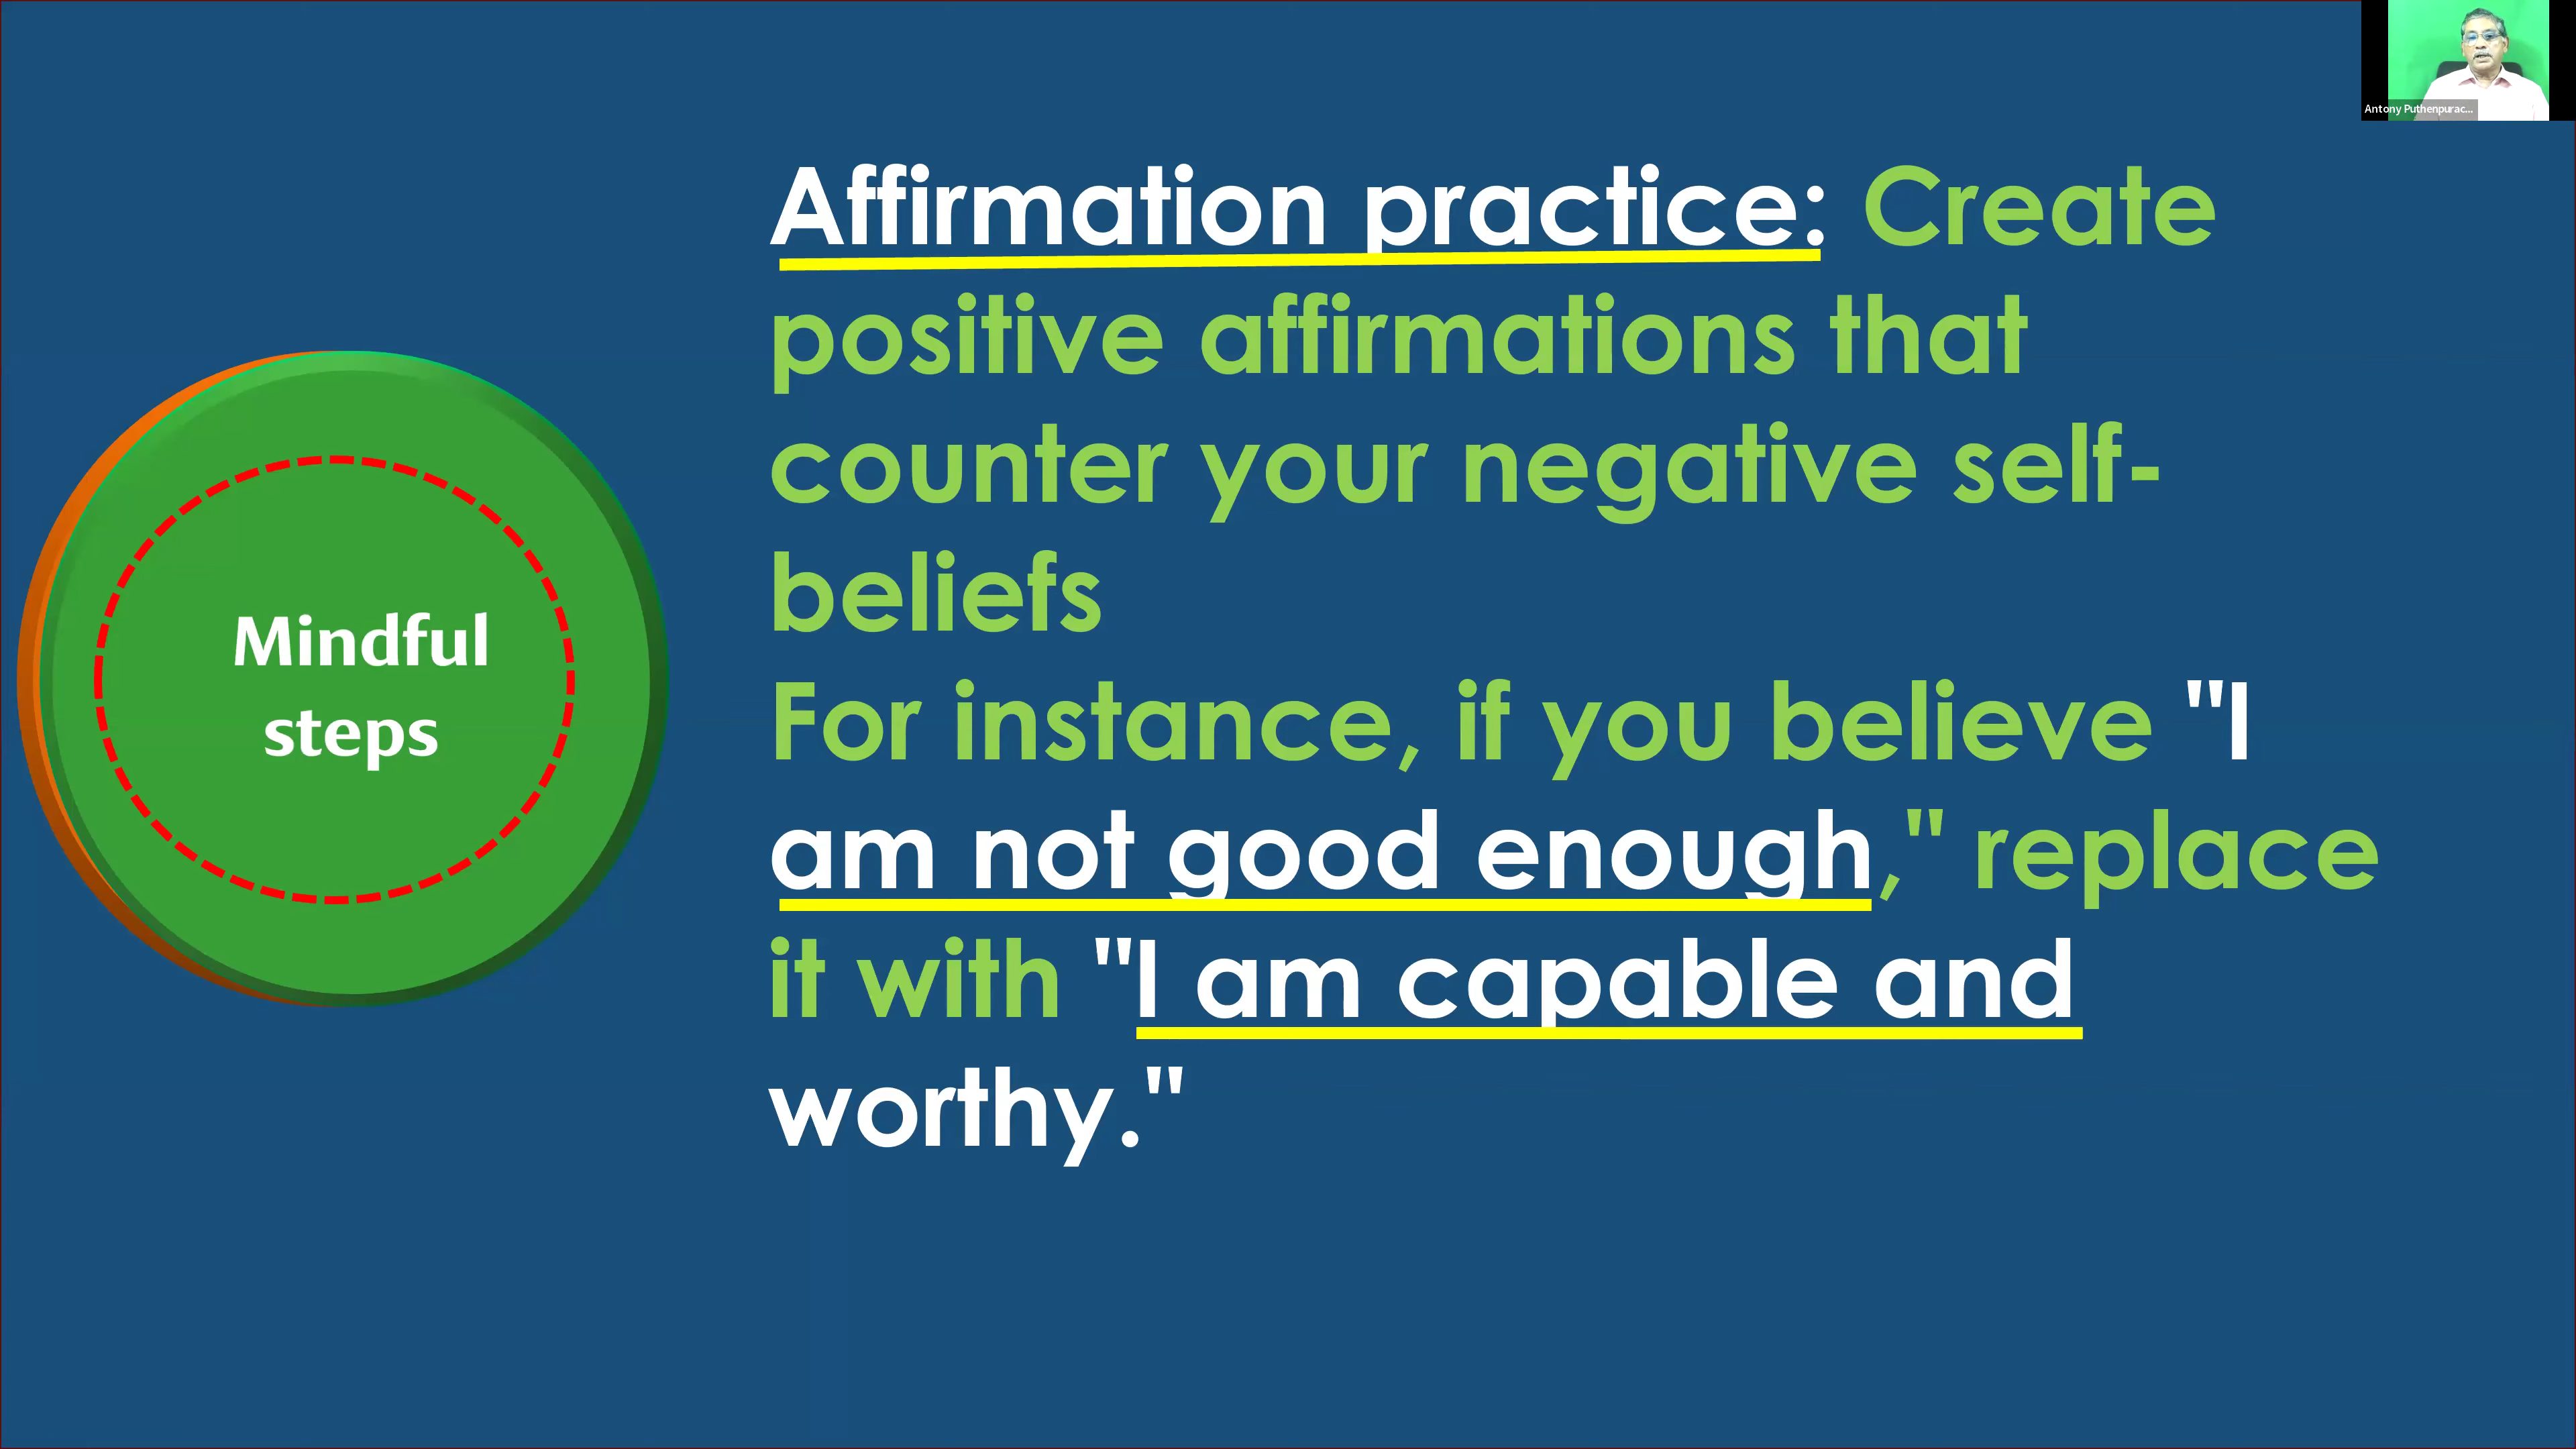 Antony Puthenpurac...
Affirmation practice: Create
positive affirmations that
counter your negative self-
beliefs
For instance, if you believe "I
am not good enough," replace
it with "I am capable and
worthy."
Mindful
steps